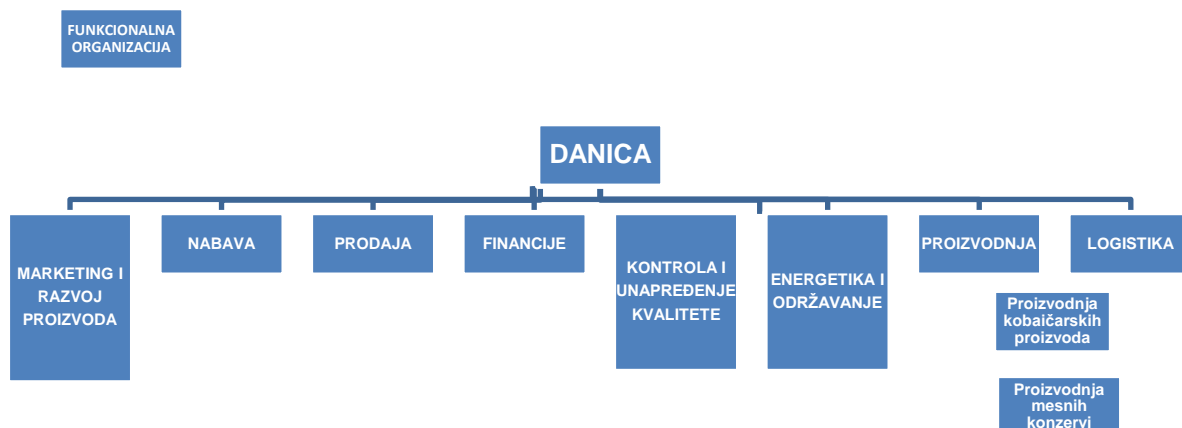 FUNKCIONALNA
ORGANIZACIJA
DANICA
MARKETING I
RAZVOJ
PROIZVODA
NABAVA
PRODAJA
FINANCIJE
KONTROLA I
UNAPREĐENJE
KVALITETE
ENERGETIKA I
ODRŽAVANJE
PROIZVODNJA
LOGISTIKA
Proizvodnja
kobaičarskih
proizvoda
Proizvodnja
mesnih
konzervi